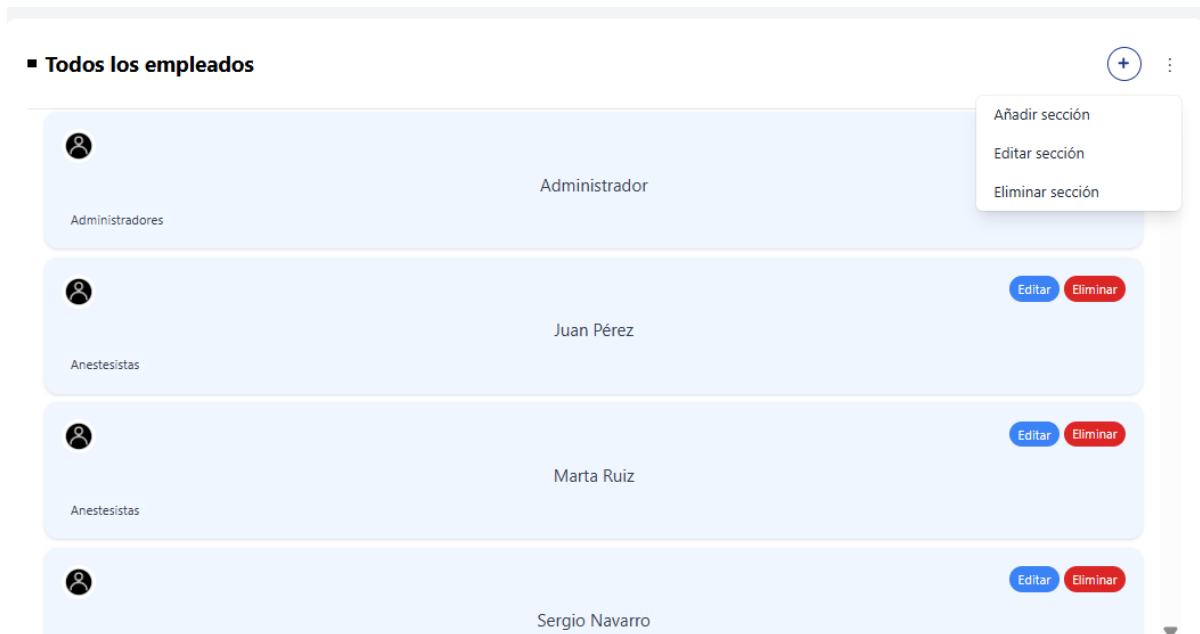 Todos los empleados
+
Añadir sección
Editar sección
Eliminar sección
Administrador
Administradores
Editar Eliminar
Juan Pérez
Anestesistas
Editar Eliminar
Marta Ruiz
Anestesistas
Editar Eliminar
Sergio Navarro